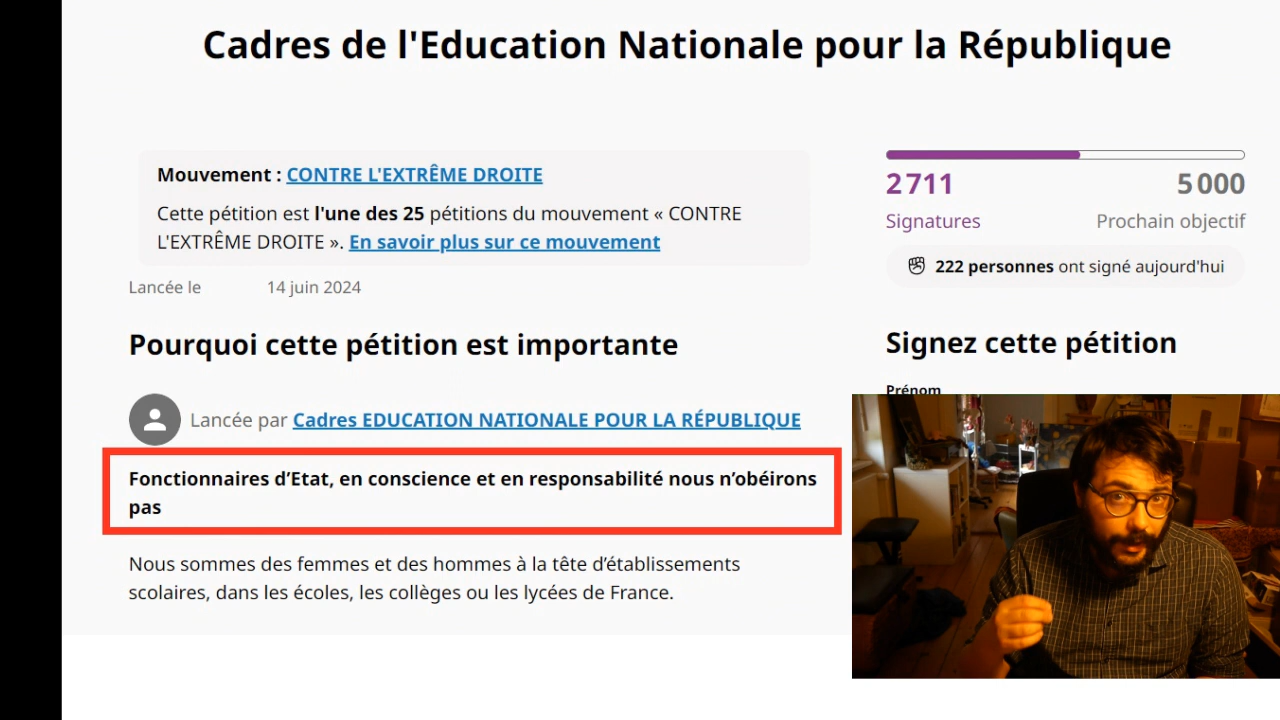 Cadres de l'Education Nationale pour la République
Mouvement : CONTRE L'EXTRÊME DROITE
Cette pétition est l'une des 25 pétitions du mouvement « CONTRE
L'EXTRÊME DROITE ». En savoir plus sur ce mouvement
Lancée le 14 juin 2024
Pourquoi cette pétition est importante
Lancée par Cadres EDUCATION NATIONALE POUR LA RÉPUBLIQUE
Fonctionnaires d’Etat, en conscience et en responsabilité nous n’obéirons
pas
Nous sommes des femmes et des hommes à la tête d’établissements
scolaires, dans les écoles, les collèges ou les lycées de France.
2 711 5 000
Signatures Prochain objectif
222 personnes ont signé aujourd'hui
Signez cette pétition
Prénom